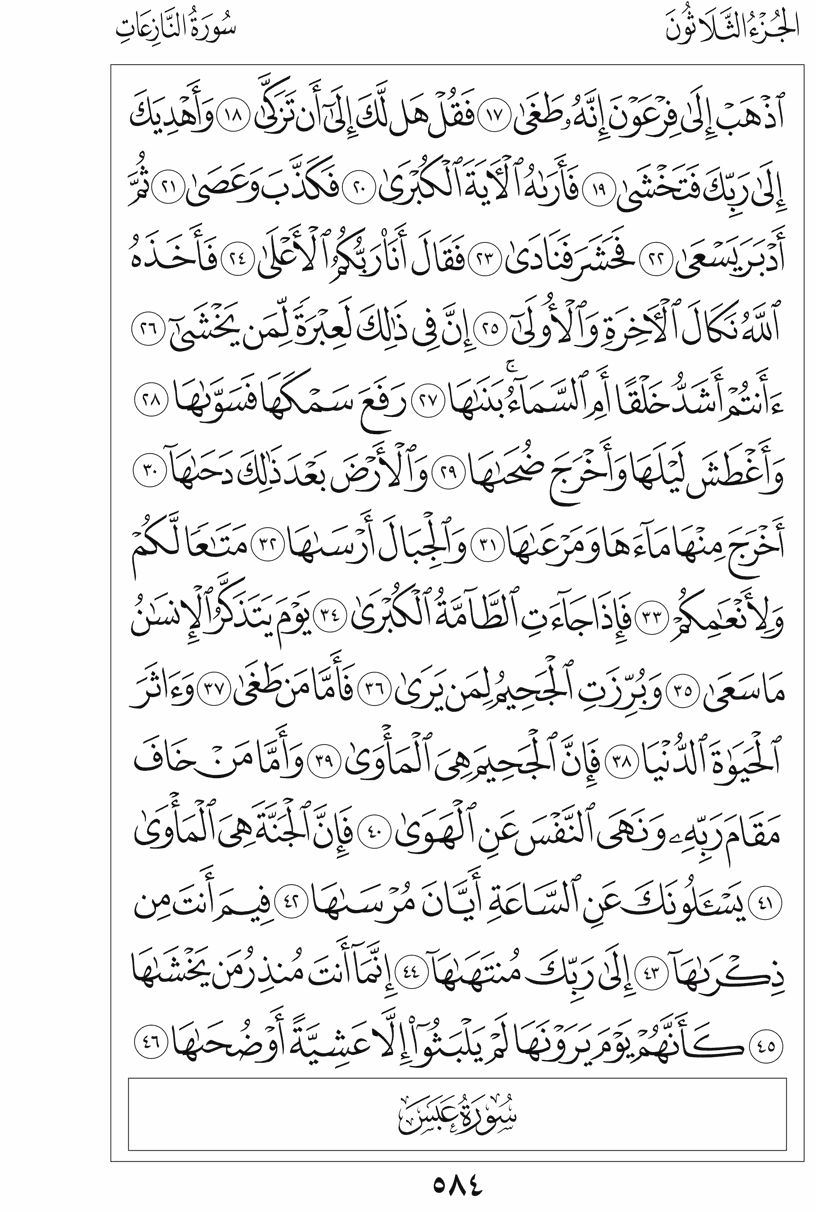 الجُزْءُ الثَّلَاثُونَ سُورَةُ النَّازِعَاتِ
ٱذْهَبْ إِلَىٰ فِرْعَوْنَ إِنَّهُۥ طَغَىٰ ١٧ فَقُلْ هَل لَّكَ إِلَىٰٓ أَن تَزَكَّىٰ ١٨ وَأَهْدِيَكَ
إِلَىٰ رَبِّكَ فَتَخْشَىٰ ١٩ فَأَرَىٰهُ ٱلْأٓيَةَ ٱلْكُبْرَىٰ ٢٠ فَكَذَّبَ وَعَصَىٰ ٢١ ثُمَّ
أَدْبَرَ يَسْعَىٰ ٢٢ فَحَشَرَ فَنَادَىٰ ٢٣ فَقَالَ أَنَا۠ رَبُّكُمُ ٱلْأَعْلَىٰ ٢٤ فَأَخَذَهُ
ٱللَّهُ نَكَالَ ٱلْأٓخِرَةِ وَٱلْأُولَىٰٓ ٢٥ إِنَّ فِي ذَٰلِكَ لَعِبْرَةً لِّمَن يَخْشَىٰٓ ٢٦
ءَأَنتُمْ أَشَدُّ خَلْقًا أَمِ ٱلسَّمَآءُۚ بَنَىٰهَا ٢٧ رَفَعَ سَمْكَهَا فَسَوَّىٰهَا ٢٨
وَأَغْطَشَ لَيْلَهَا وَأَخْرَجَ ضُحَىٰهَا ٢٩ وَٱلْأَرْضَ بَعْدَ ذَٰلِكَ دَحَىٰهَآ ٣٠
أَخْرَجَ مِنْهَا مَآءَهَا وَمَرْعَىٰهَا ٣١ وَٱلْجِبَالَ أَرْسَىٰهَا ٣٢ مَتَٰعًا لَّكُمْ
وَلِأَنْعَٰمِكُمْ ٣٣ فَإِذَا جَآءَتِ ٱلطَّآمَّةُ ٱلْكُبْرَىٰ ٣٤ يَوْمَ يَتَذَكَّرُ ٱلْإِنسَٰنُ
مَا سَعَىٰ ٣٥ وَبُرِّزَتِ ٱلْجَحِيمُ لِمَن يَرَىٰ ٣٦ فَأَمَّا مَن طَغَىٰ ٣٧ وَءَاثَرَ
ٱلْحَيَوٰةَ ٱلدُّنْيَا ٣٨ فَإِنَّ ٱلْجَحِيمَ هِيَ ٱلْمَأْوَىٰ ٣٩ وَأَمَّا مَنْ خَافَ
مَقَامَ رَبِّهِۦ وَنَهَى ٱلنَّفْسَ عَنِ ٱلْهَوَىٰ ٤٠ فَإِنَّ ٱلْجَنَّةَ هِيَ ٱلْمَأْوَىٰ
٤١ يَسْـَٔلُونَكَ عَنِ ٱلسَّاعَةِ أَيَّانَ مُرْسَىٰهَا ٤٢ فِيمَ أَنتَ مِن
ذِكْرَىٰهَآ ٤٣ إِلَىٰ رَبِّكَ مُنتَهَىٰهَآ ٤٤ إِنَّمَآ أَنتَ مُنذِرُ مَن يَخْشَىٰهَا
٤٥ كَأَنَّهُمْ يَوْمَ يَرَوْنَهَا لَمْ يَلْبَثُوٓا۟ إِلَّا عَشِيَّةً أَوْ ضُحَىٰهَا ٤٦
سُورَةُ عَبَسَ
٥٨٤